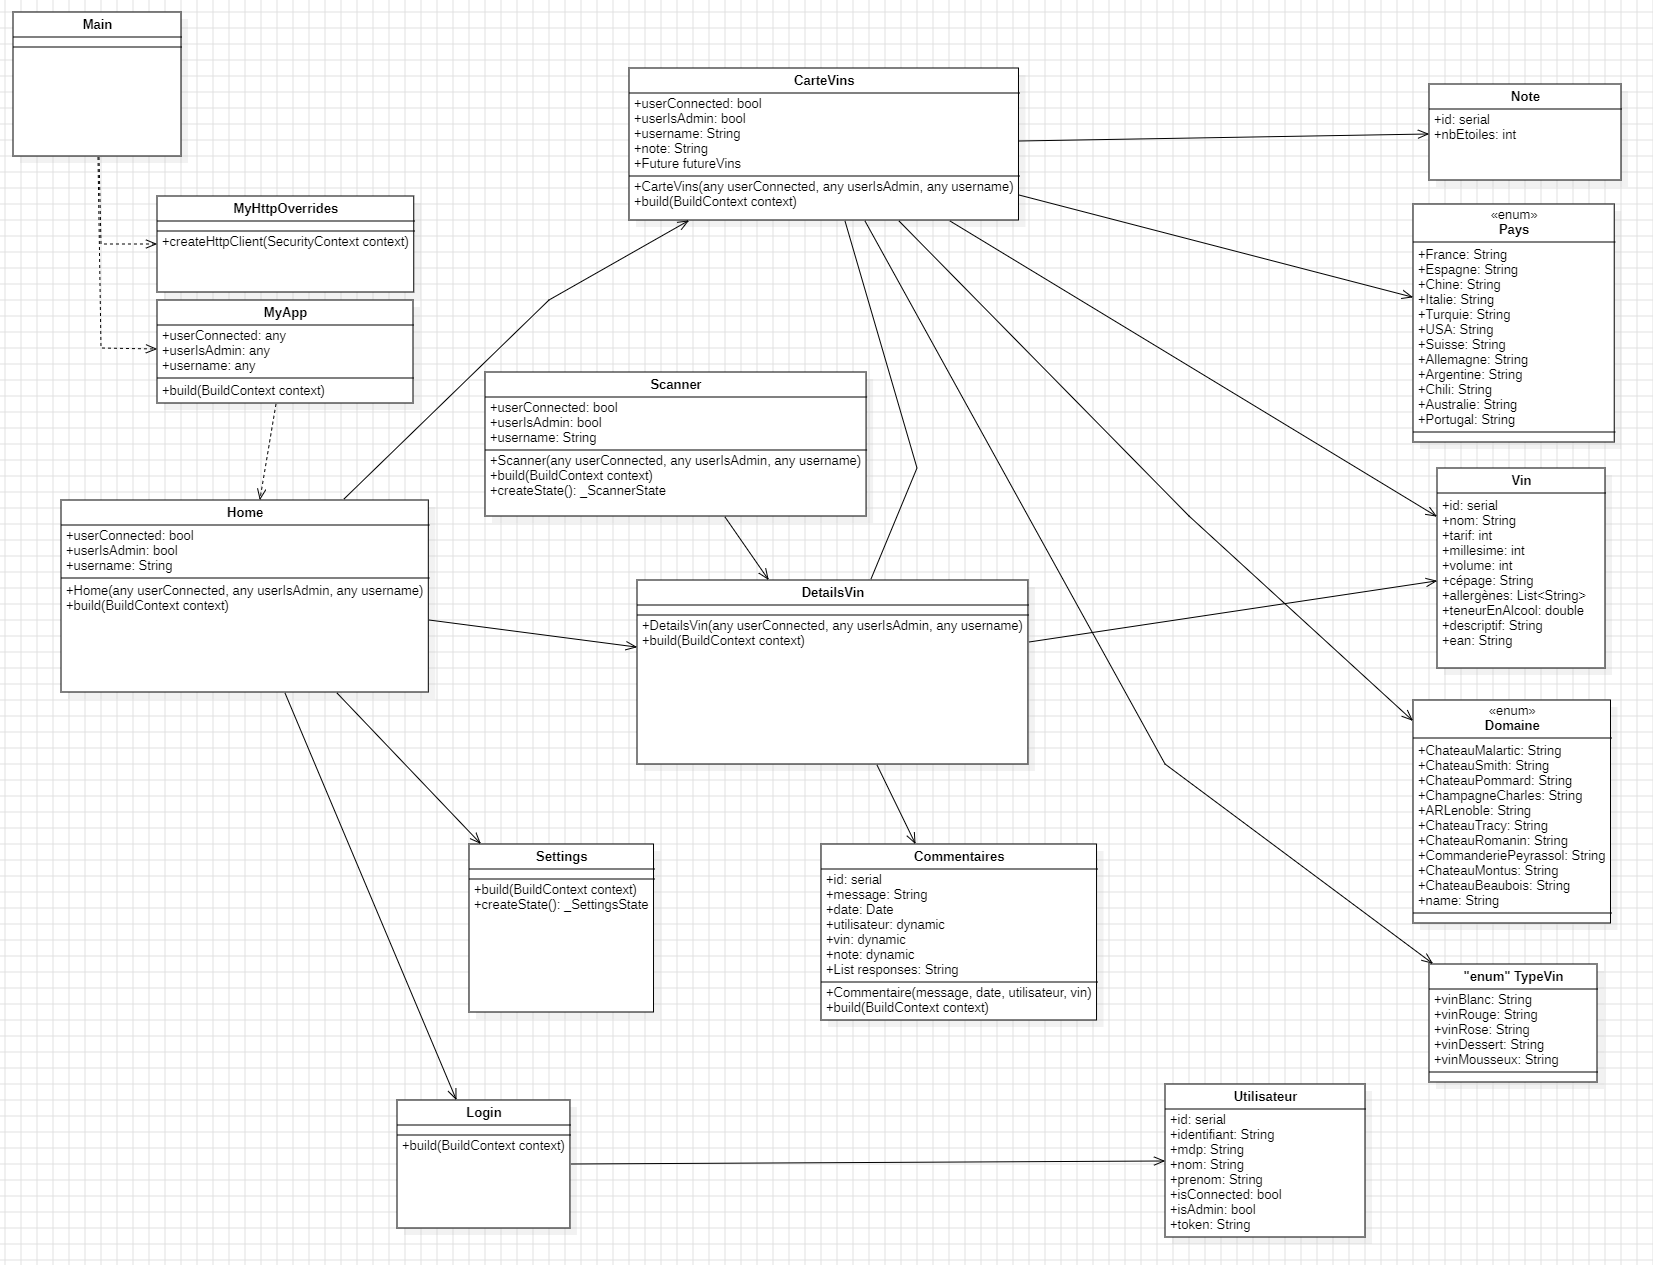 Main
MyHttpOverrides
+createHttpClient(SecurityContext context)
MyApp
+userConnected: any
+userIsAdmin: any
+username: any
+build(BuildContext context)
CarteVins
+userConnected: bool
+userIsAdmin: bool
+username: String
+note: String
+Future futureVins
+CarteVins(any userConnected, any userIsAdmin, any username)
+build(BuildContext context)
Note
+id: serial
+nbEtoiles: int
«enum»
Pays
+France: String
+Espagne: String
+Chine: String
+Italie: String
+Turquie: String
+USA: String
+Suisse: String
+Allemagne: String
+Argentine: String
+Chili: String
+Australie: String
+Portugal: String
Scanner
+userConnected: bool
+userIsAdmin: bool
+username: String
+Scanner(any userConnected, any userIsAdmin, any username)
+build(BuildContext context)
+createState(): _ScannerState
Home
+userConnected: bool
+userIsAdmin: bool
+username: String
+Home(any userConnected, any userIsAdmin, any username)
+build(BuildContext context)
DetailsVin
+DetailsVin(any userConnected, any userIsAdmin, any username)
+build(BuildContext context)
Vin
+id: serial
+nom: String
+tarif: int
+millesime: int
+volume: int
+cépage: String
+allergènes: List<String>
+teneurEnAlcool: double
+descriptif: String
+ean: String
«enum»
Domaine
+ChateauMalartic: String
+ChateauSmith: String
+ChateauPommard: String
+ChampagneCharles: String
+ARLenoble: String
+ChateauTracy: String
+ChateauRomanin: String
+CommanderiePeyrassol: String
+ChateauMontus: String
+ChateauBeaubois: String
+name: String
Settings
+build(BuildContext context)
+createState(): _SettingsState
Commentaires
+id: serial
+message: String
+date: Date
+utilisateur: dynamic
+vin: dynamic
+note: dynamic
+List responses: String
+Commentaire(message, date, utilisateur, vin)
+build(BuildContext context)
"enum" TypeVin
+vinBlanc: String
+vinRouge: String
+vinRose: String
+vinDessert: String
+vinMousseux: String
Login
+build(BuildContext context)
Utilisateur
+id: serial
+identifiant: String
+mdp: String
+nom: String
+prenom: String
+isConnected: bool
+isAdmin: bool
+token: String